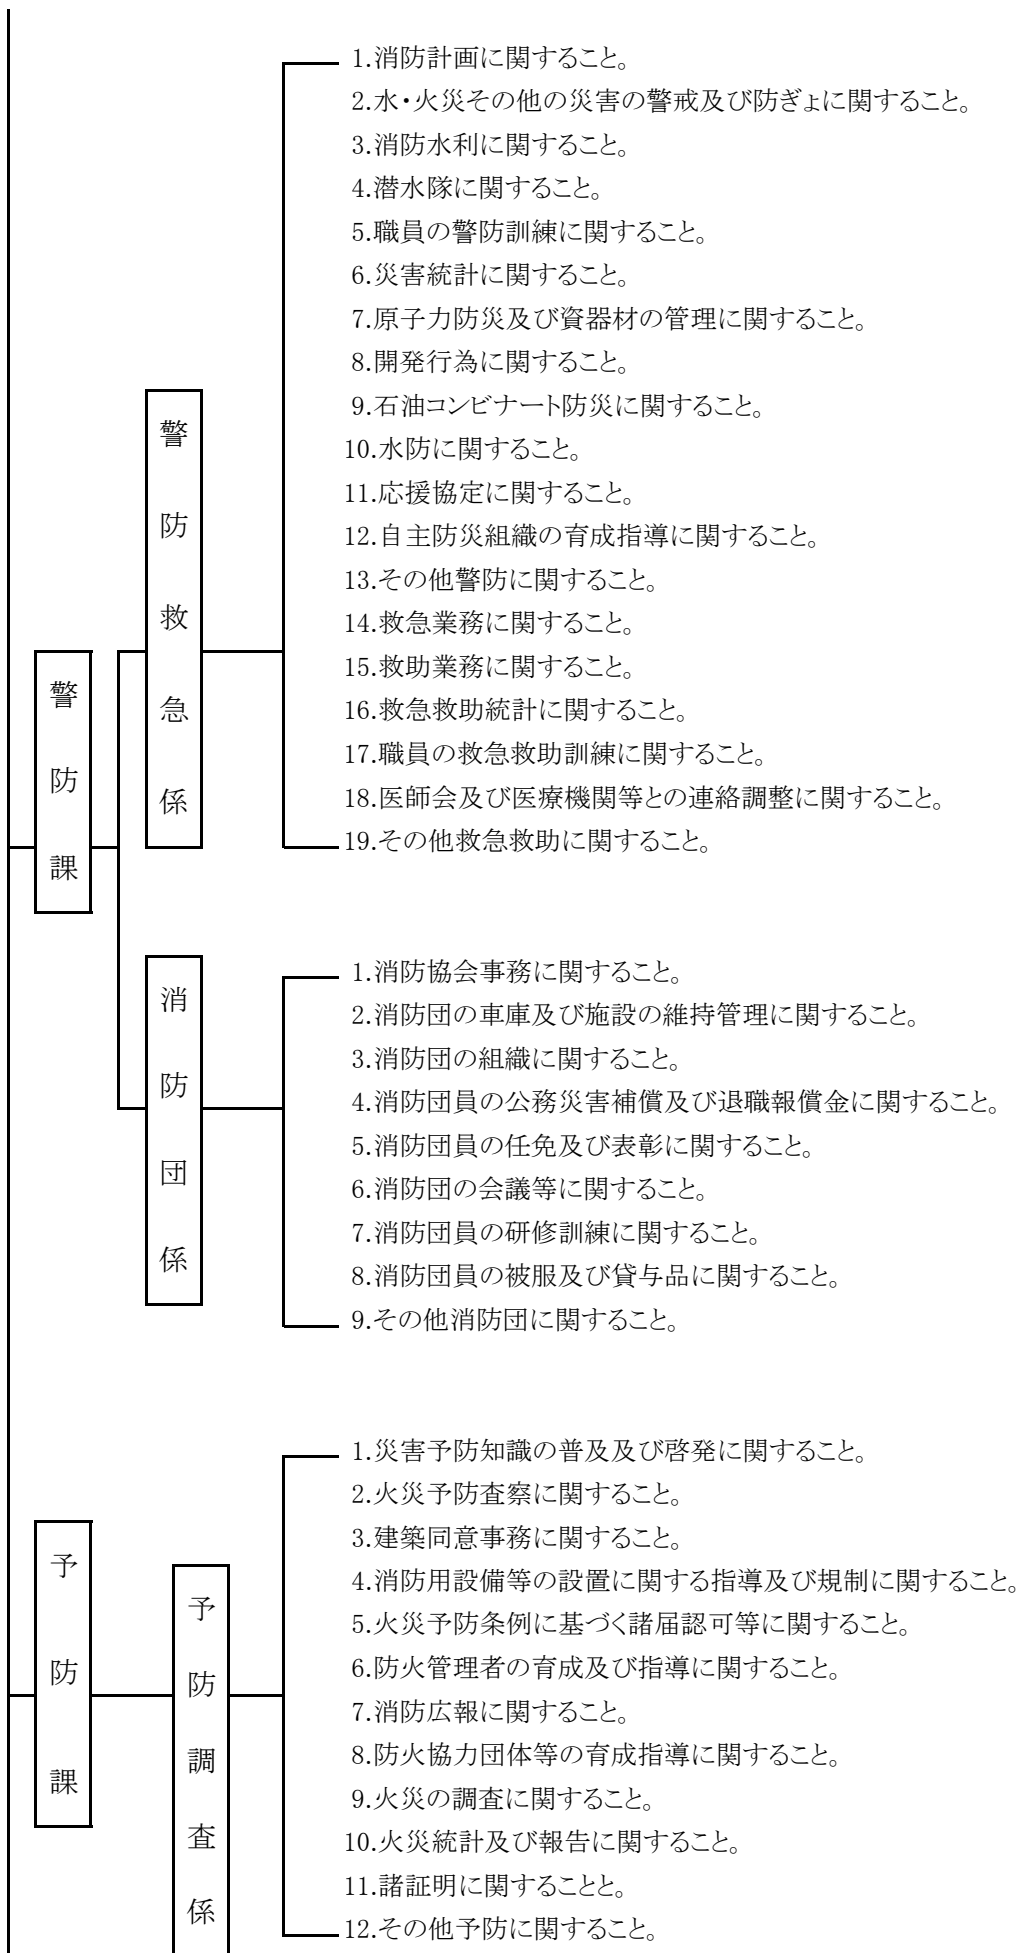 警防課
警防救急係
1.消防計画に関すること。
2.水・火災その他の災害の警戒及び防ぎょに関すること。
3.消防水利に関すること。
4.潜水隊に関すること。
5.職員の警防訓練に関すること。
6.災害統計に関すること。
7.原子力防災及び資器材の管理に関すること。
8.開発行為に関すること。
9.石油コンビナート防災に関すること。
10.水防に関すること。
11.応援協定に関すること。
12.自主防災組織の育成指導に関すること。
13.その他警防に関すること。
14.救急業務に関すること。
15.救助業務に関すること。
16.救急救助統計に関すること。
17.職員の救急救助訓練に関すること。
18.医師会及び医療機関等との連絡調整に関すること。
19.その他救急救助に関すること。
消防団係
1.消防協会事務に関すること。
2.消防団の車庫及び施設の維持管理に関すること。
3.消防団の組織に関すること。
4.消防団員の公務災害補償及び退職報償金に関すること。
5.消防団員の任免及び表彰に関すること。
6.消防団の会議等に関すること。
7.消防団員の研修訓練に関すること。
8.消防団員の被服及び貸与品に関すること。
9.その他消防団に関すること。
予防課
予防調査係
1.災害予防知識の普及及び啓発に関すること。
2.火災予防査察に関すること。
3.建築同意事務に関すること。
4.消防用設備等の設置に関する指導及び規制に関すること。
5.火災予防条例に基づく諸届認可等に関すること。
6.防火管理者の育成及び指導に関すること。
7.消防広報に関すること。
8.防火協力団体等の育成指導に関すること。
9.火災の調査に関すること。
10.火災統計及び報告に関すること。
11.諸証明に関することと。
12.その他予防に関すること。